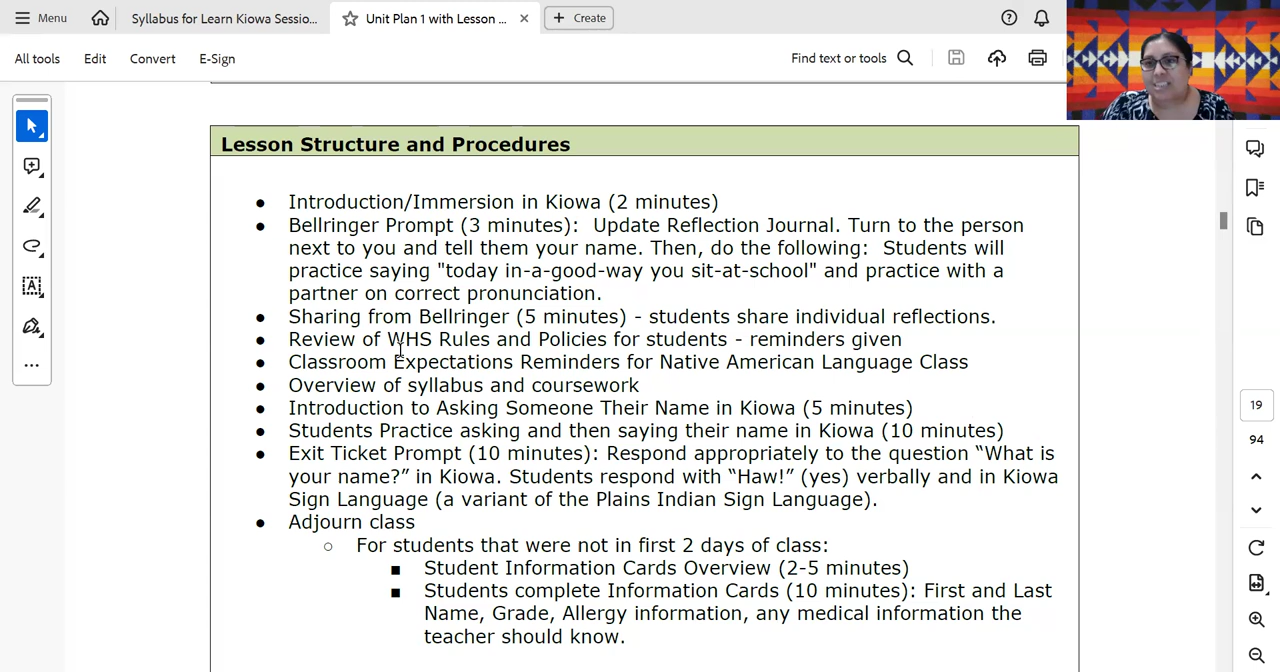 Menu
Syllabus for Learn Kiowa Sessio...
Unit Plan 1 with Lesson ...
Create
All tools
Edit
Convert
E-Sign
Find text or tools
Lesson Structure and Procedures
● Introduction/Immersion in Kiowa (2 minutes)
● Bellringer Prompt (3 minutes):  Update Reflection Journal. Turn to the person
next to you and tell them your name. Then, do the following:  Students will
practice saying "today in-a-good-way you sit-at-school" and practice with a
partner on correct pronunciation.
● Sharing from Bellringer (5 minutes) - students share individual reflections.
● Review of WHS Rules and Policies for students - reminders given
● Classroom Expectations Reminders for Native American Language Class
● Overview of syllabus and coursework
● Introduction to Asking Someone Their Name in Kiowa (5 minutes)
● Students Practice asking and then saying their name in Kiowa (10 minutes)
● Exit Ticket Prompt (10 minutes): Respond appropriately to the question “What is
your name?” in Kiowa. Students respond with “Haw!” (yes) verbally and in Kiowa
Sign Language (a variant of the Plains Indian Sign Language).
● Adjourn class
○ For students that were not in first 2 days of class:
■ Student Information Cards Overview (2-5 minutes)
■ Students complete Information Cards (10 minutes): First and Last
Name, Grade, Allergy information, any medical information the
teacher should know.
19
94